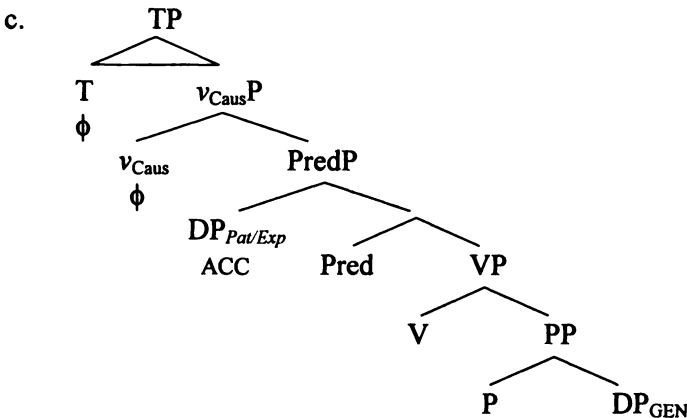 c. TP
T vCausP
ϕ
vCaus PredP
ϕ
DPPat/Exp
ACC Pred VP
V PP
P DPGEN